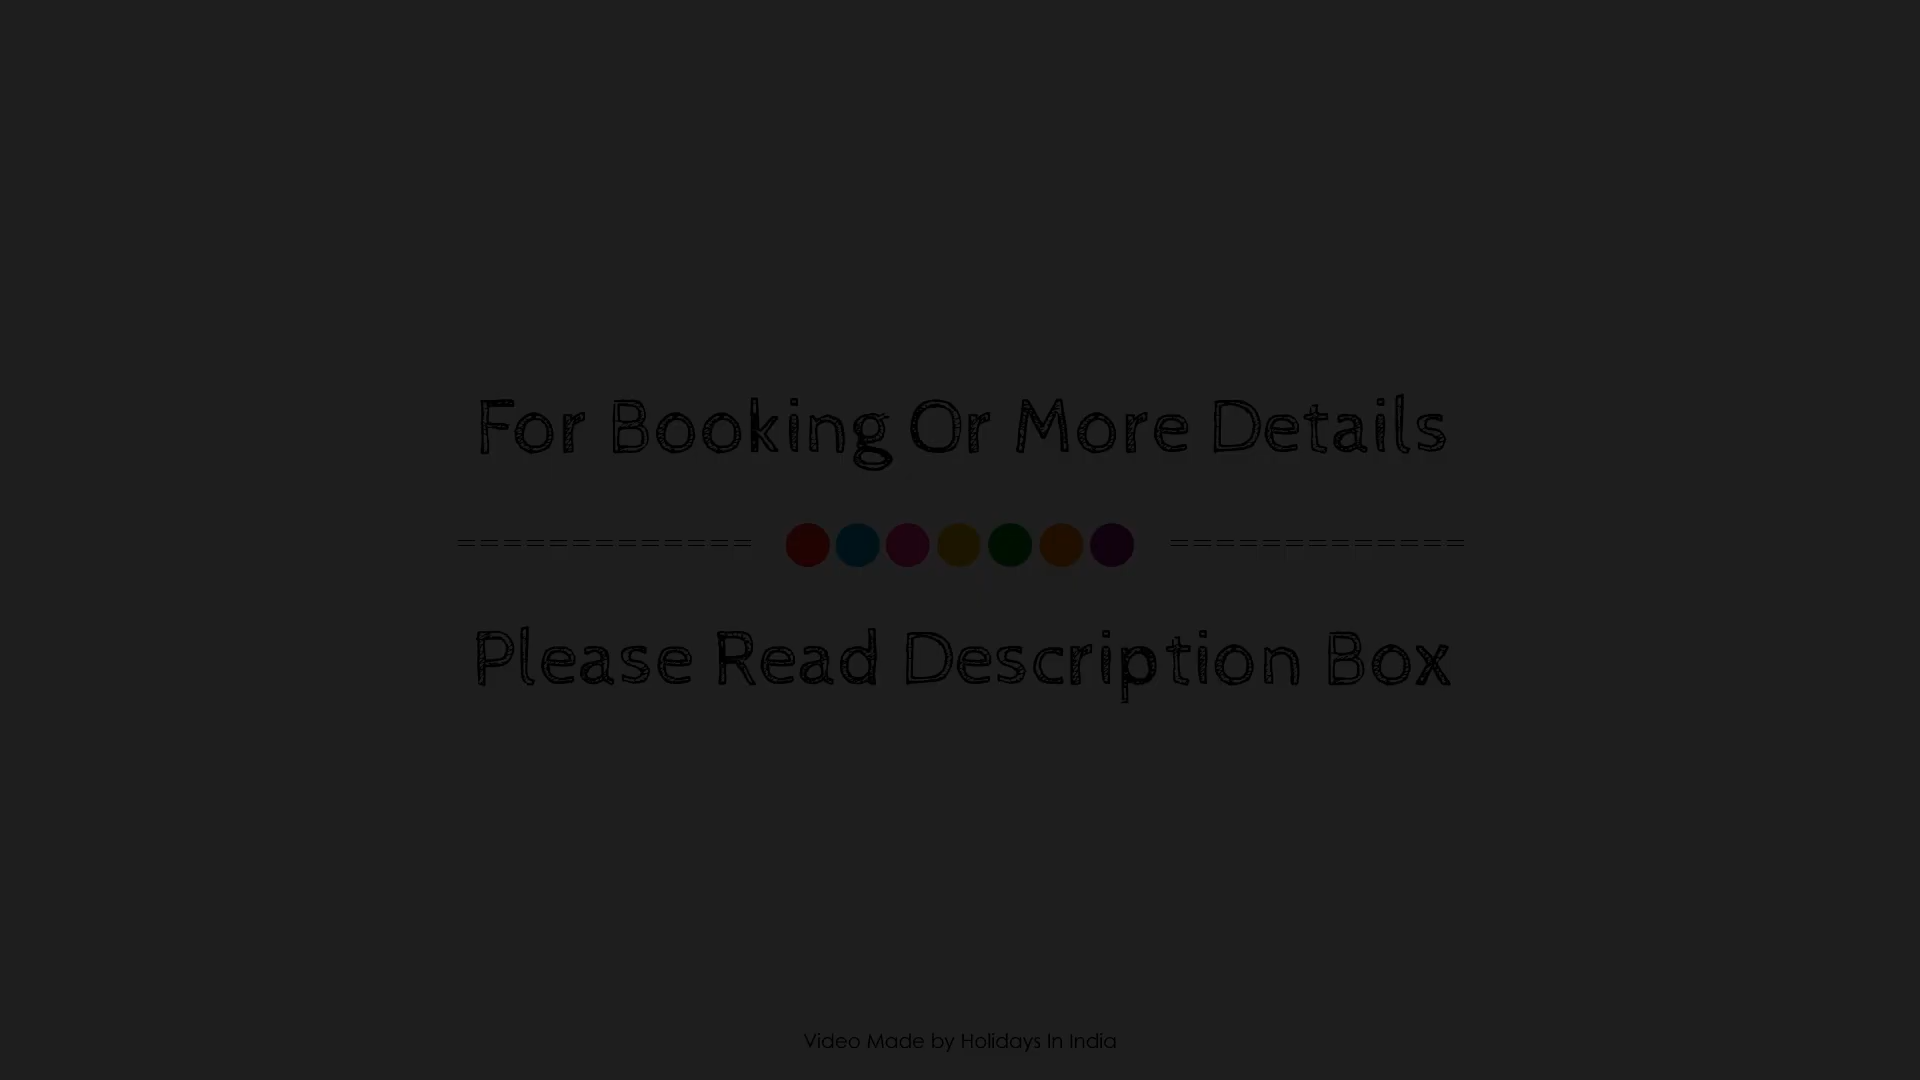 For Booking Or More Details
============= =============
Please Read Description Box
Video Made by Holidays In India